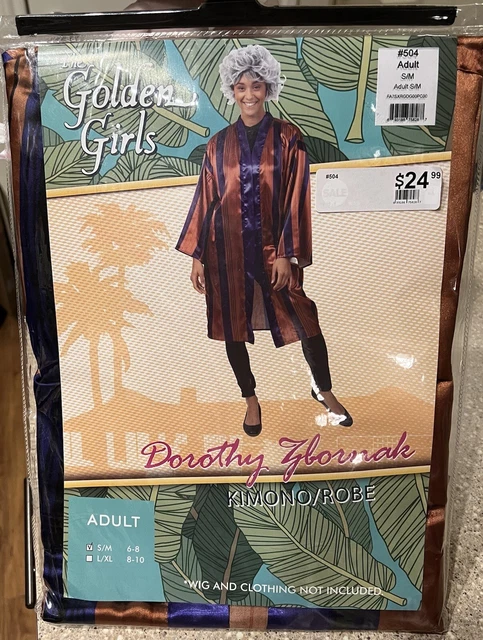 The
Golden
Girls
#504
Adult
S/M
Adult S/M
#504
SALE
$24 99
Dorothy Zbornak
KIMONO/ROBE
ADULT
S/M 6-8
L/XL 8-10
*WIG AND CLOTHING NOT INCLUDED.